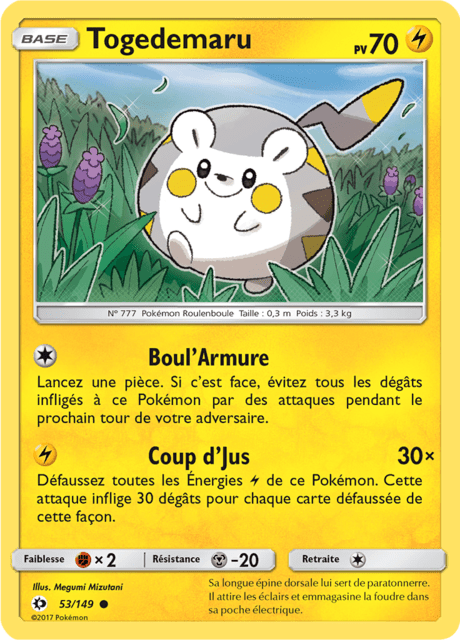 BASE Togedemaru PV 70
N° 777 Pokémon Roulenboule Taille : 0,3 m Poids : 3,3 kg
Boul'Armure
Lancez une pièce. Si c'est face, évitez tous les dégâts
infligés à ce Pokémon par des attaques pendant le
prochain tour de votre adversaire.
Coup d'Jus 30×
Défaussez toutes les Énergies de ce Pokémon. Cette
attaque inflige 30 dégâts pour chaque carte défaussée de
cette façon.
Faiblesse × 2 Résistance -20 Retraite
Illus. Megumi Mizutani
53/149
©2017 Pokémon
Sa longue épine dorsale lui sert de paratonnerre.
Il attire les éclairs et emmagasine la foudre dans
sa poche électrique.